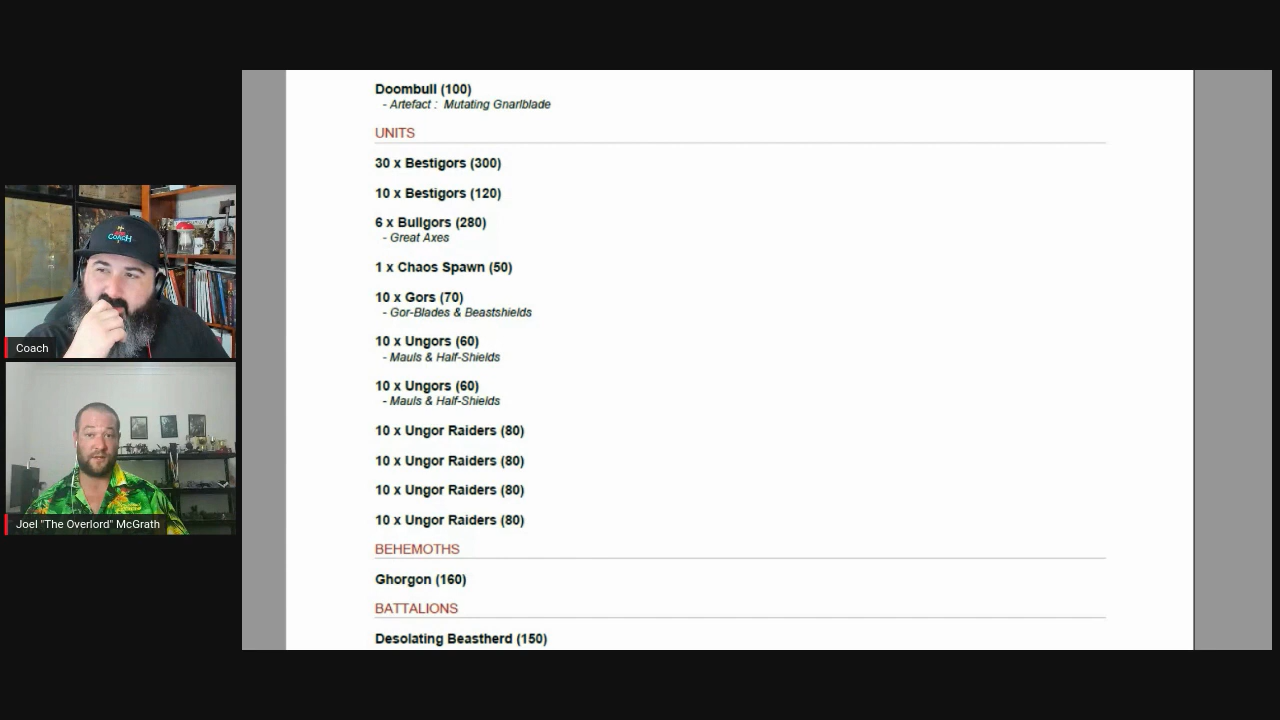 Doombull (100)
- Artefact : Mutating Gnarlblade
UNITS
30 x Bestigors (300)
10 x Bestigors (120)
6 x Bullgors (280)
- Great Axes
1 x Chaos Spawn (50)
10 x Gors (70)
- Gor-Blades & Beastshields
10 x Ungors (60)
- Mauls & Half-Shields
10 x Ungors (60)
- Mauls & Half-Shields
10 x Ungor Raiders (80)
10 x Ungor Raiders (80)
10 x Ungor Raiders (80)
10 x Ungor Raiders (80)
BEHEMOTHS
Ghorgon (160)
BATTALIONS
Desolating Beastherd (150)
COACH
Coach
Joel "The Overlord" McGrath